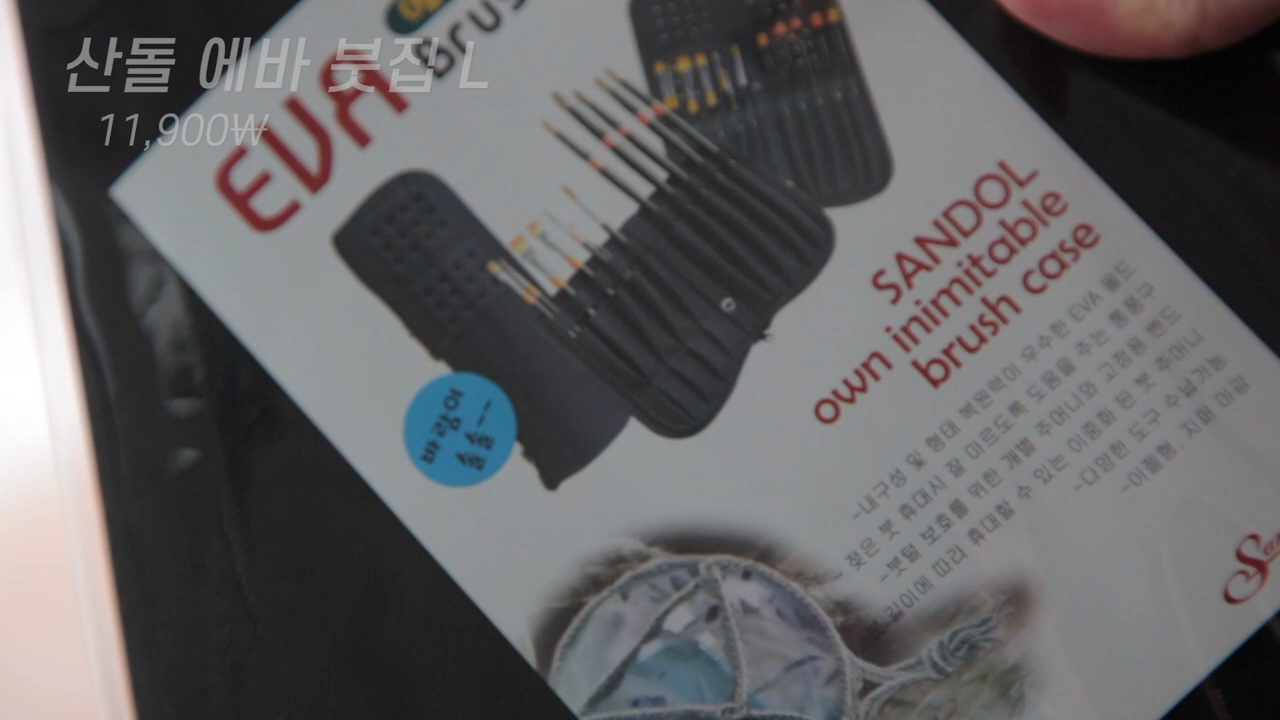 산돌 에바 붓집 L
11,900₩
EVA Brus
바람이
솔솔~~
SANDOL
own inimitable
brush case
-내구성 및 형태 복원력이 우수한 EVA 몰드
- 젖은 붓 휴대시 잘 마르도록 도움을 주는 통풍구
-붓털 보호를 위한 개별 주머니와 고정용 밴드
길이에 따라 휴대할 수 있는 이중화 된 붓 주머니
-다양한 도구 수납기능
-이젤형. 지퍼 마감